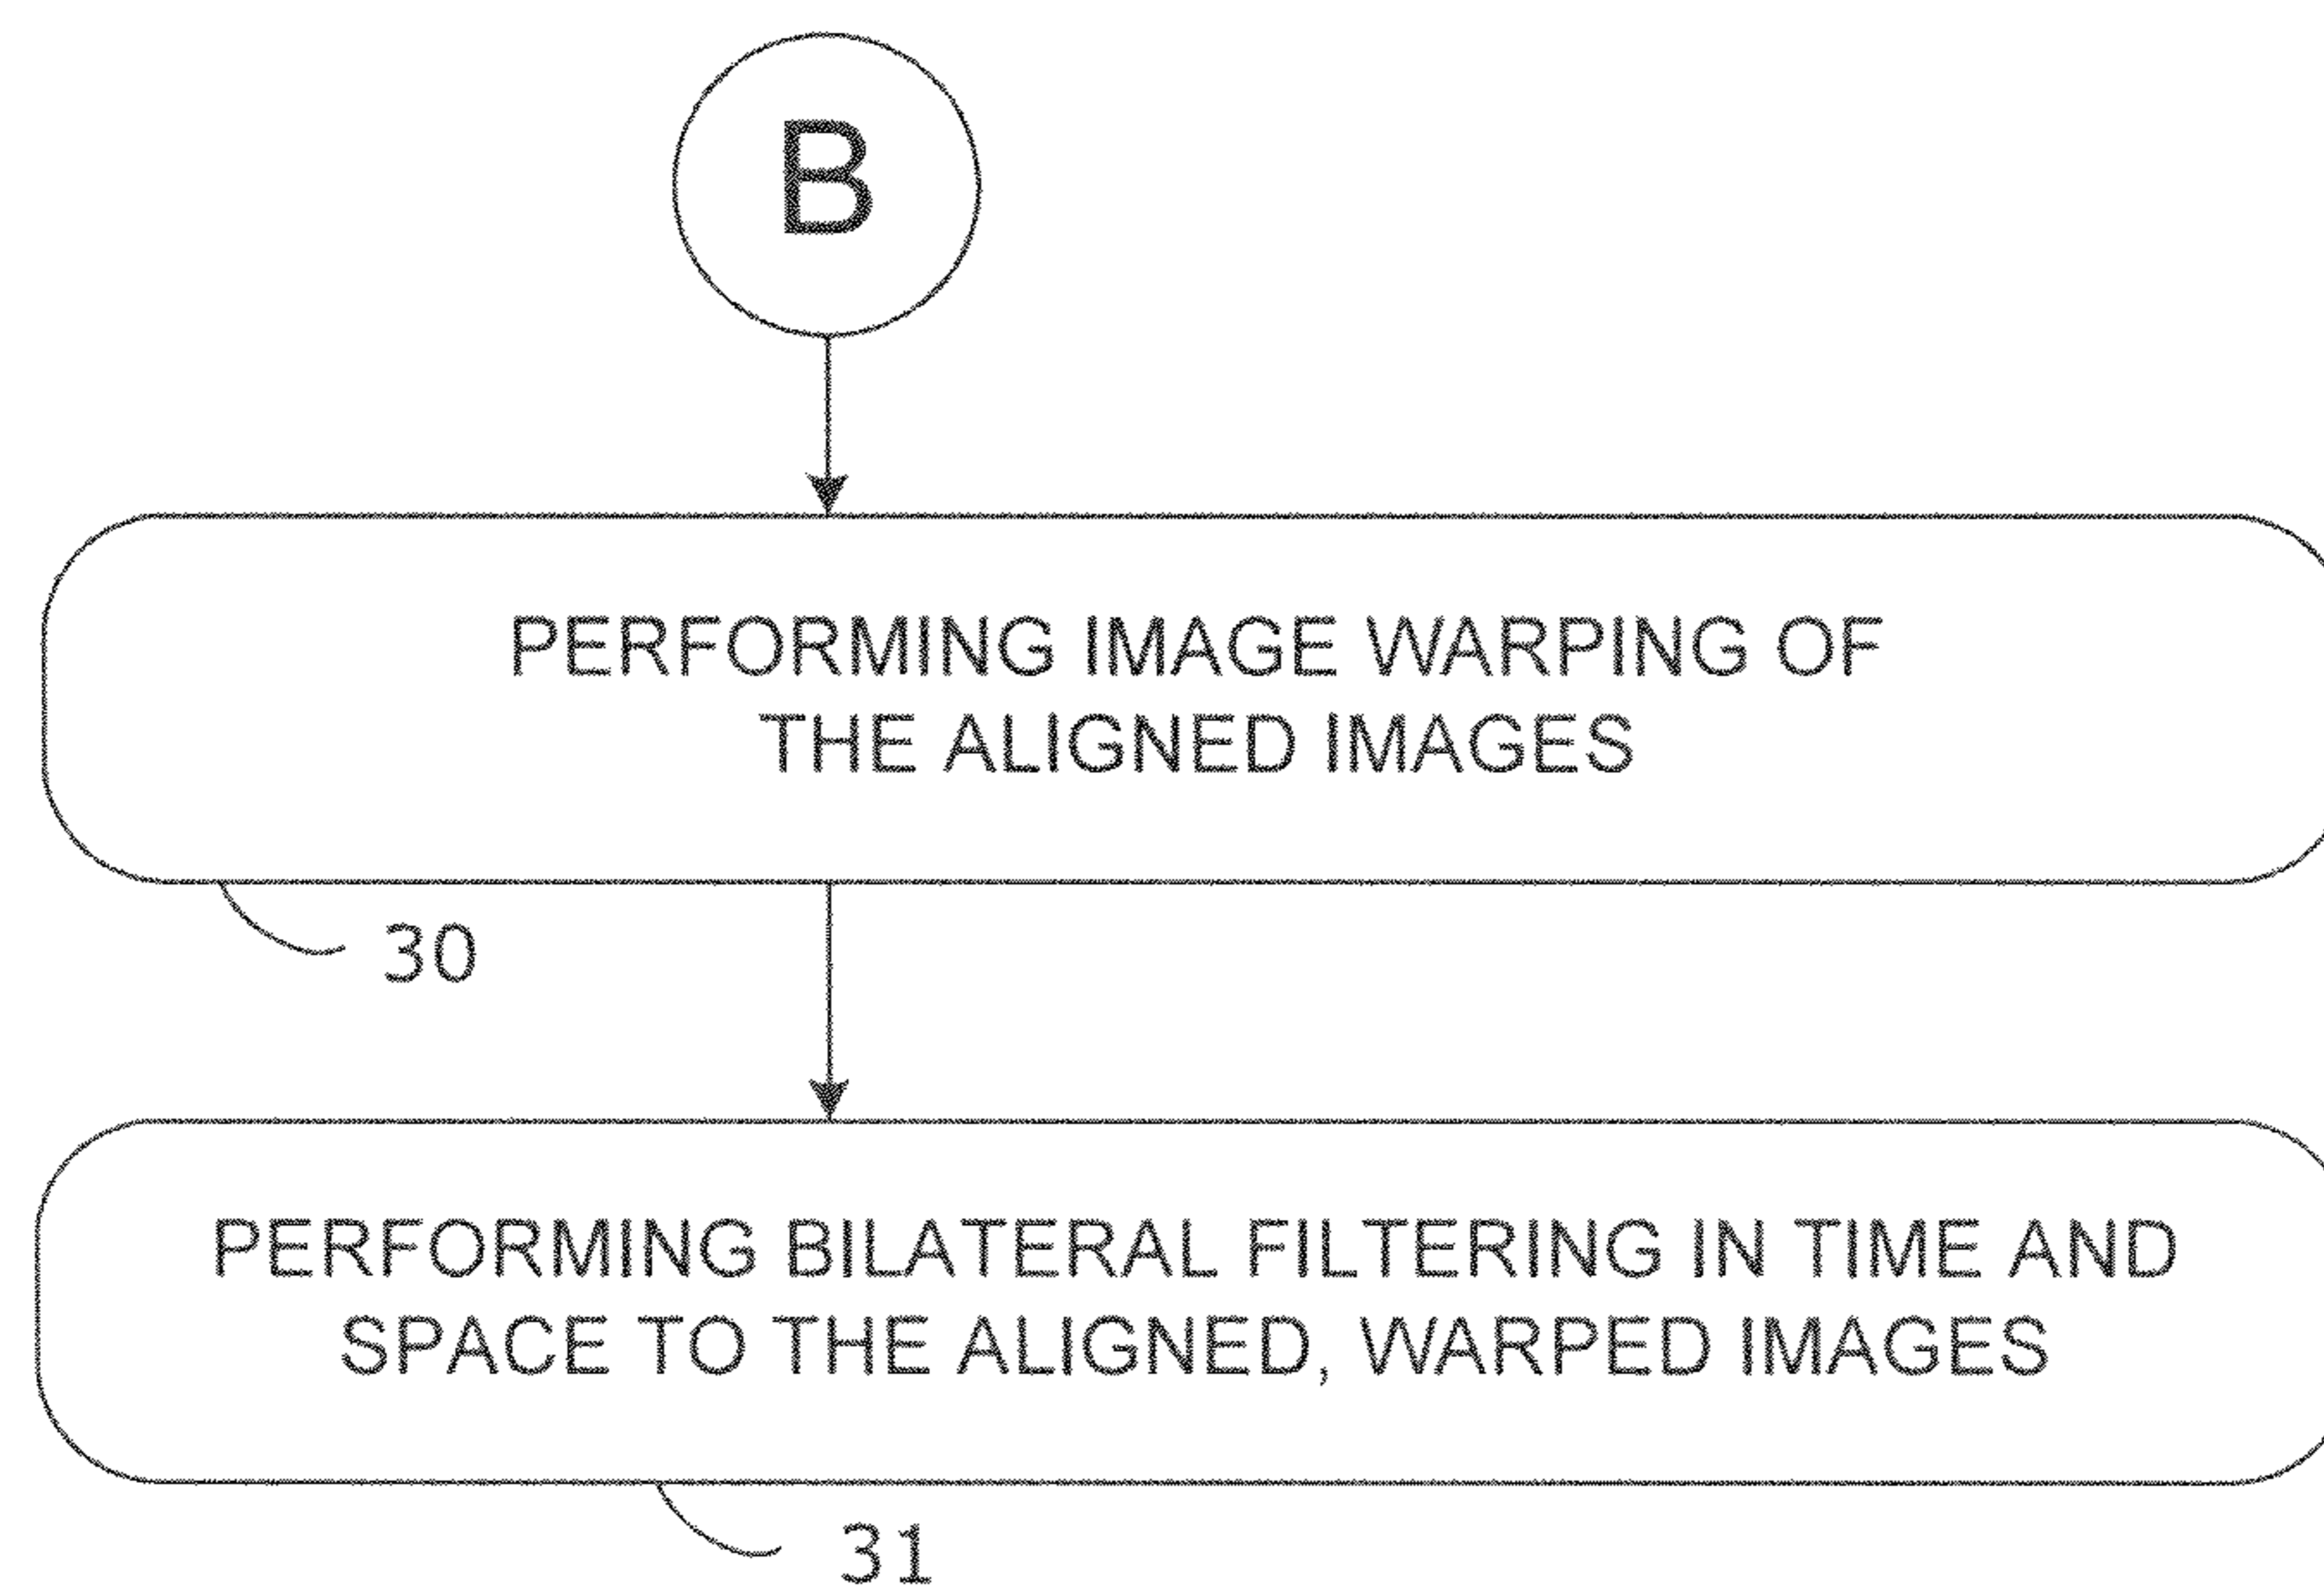 B
PERFORMING IMAGE WARPING OF
THE ALIGNED IMAGES
30
PERFORMING BILATERAL FILTERING IN TIME AND
SPACE TO THE ALIGNED, WARPED IMAGES
31